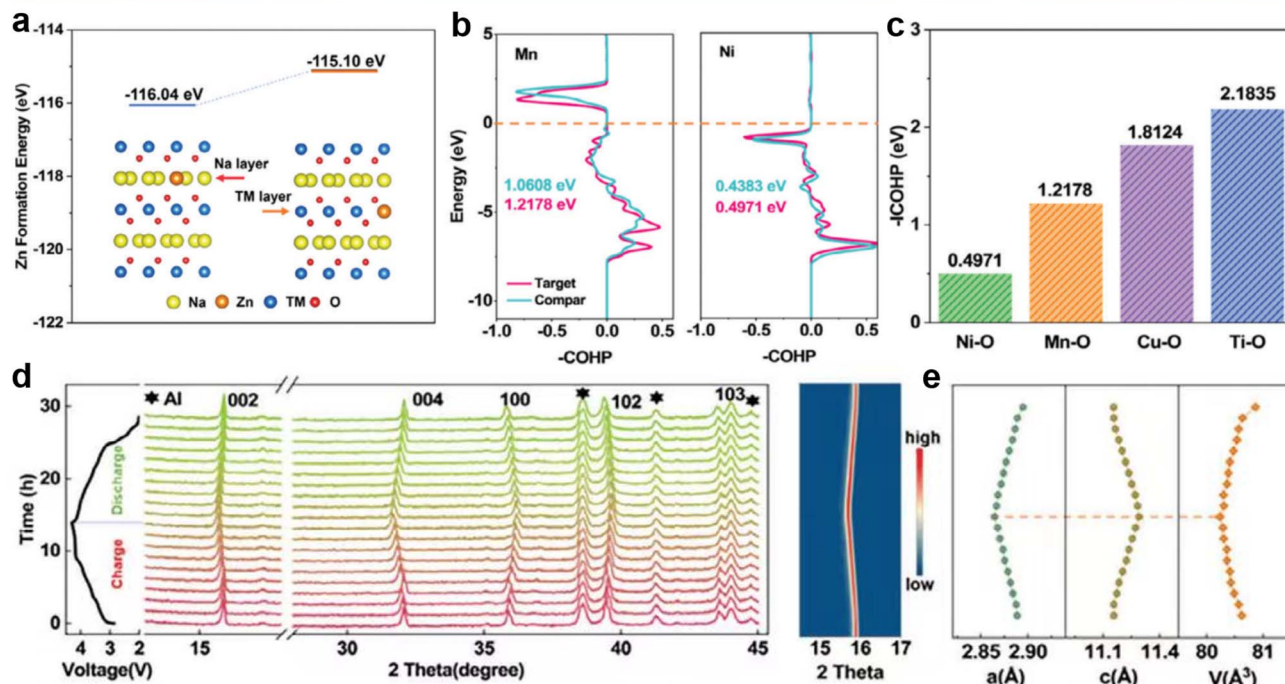 a
-114
-116
-118
-120
-122
Zn Formation Energy (eV)
-116.04 eV
-115.10 eV
Na layer
TM layer
Na Zn TM O
b
5
0
-5
-10
Energy (eV)
Mn
Ni
1.0608 eV
1.2178 eV
0.4383 eV
0.4971 eV
Target
Compar
-1.0 -0.5 0.0 0.5
-1.0 -0.5 0.0 0.5
-COHP
-COHP
c
3
2
1
0
-ICOHP (eV)
0.4971
1.2178
1.8124
2.1835
Ni-O Mn-O Cu-O Ti-O
d
30
20
10
0
Time (h)
Discharge
Charge
4 3 2
Voltage(V)
Al
002
004
100
102
103
15 30 35 40 45
2 Theta(degree)
high
low
15 16 17
2 Theta
e
2.85 2.90
11.1 11.4
80 81
a(Å)
c(Å)
V(Å³)